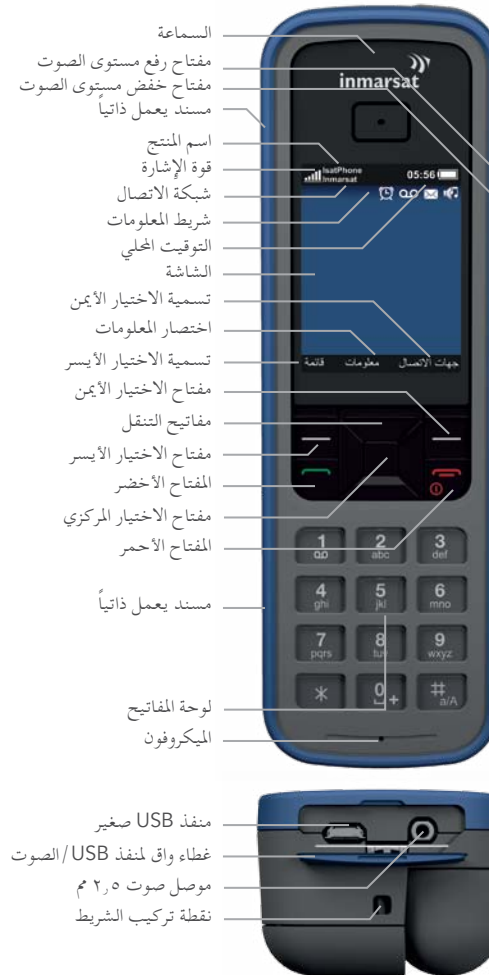 السماعة
مفتاح رفع مستوى الصوت
مفتاح خفض مستوى الصوت
مسند يعمل ذاتياً
اسم المنتج
قوة الإشارة
شبكة الاتصال
شريط المعلومات
التوقيت المحلي
الشاشة
تسمية الاختيار الأيمن
اختصار المعلومات
تسمية الاختيار الأيسر
مفتاح الاختيار الأيمن
مفاتيح التنقل
مفتاح الاختيار الأيسر
المفتاح الأخضر
مفتاح الاختيار المركزي
المفتاح الأحمر
مسند يعمل ذاتياً
لوحة المفاتيح
الميكروفون
inmarsat
IsatPhone
05:56
Inmarsat
قائمة معلومات جهات الاتصال
1 2 3
abc def
4 5 6
ghi jkl mno
7 8 9
pqrs tuv wxyz
* 0 + #
a/A
منفذ USB صغير
غطاء واق لمنفذ USB/الصوت
موصل صوت ٢٫٥ مم
نقطة تركيب الشريط